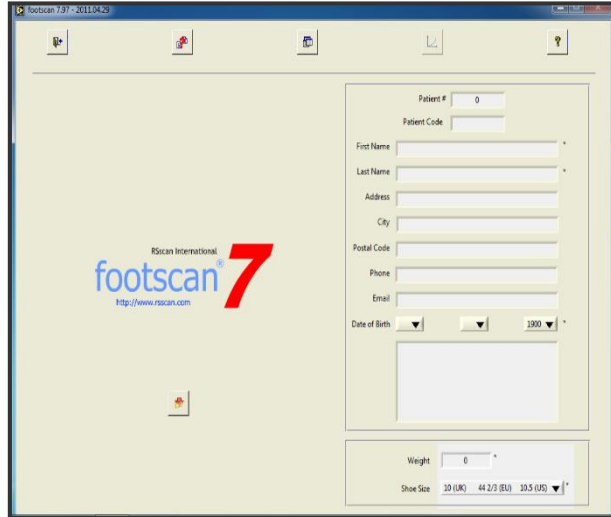 footscan 7.97 - 2011.04.29
?
Patient # 0
Patient Code
First Name *
Last Name *
Address
City
Postal Code
Phone
Email
Date of Birth 1900 *
RSscan International
footscan® 7
http://www.rsscan.com
Weight 0 *
Shoe Size 10 (UK) 44 2/3 (EU) 10.5 (US) *